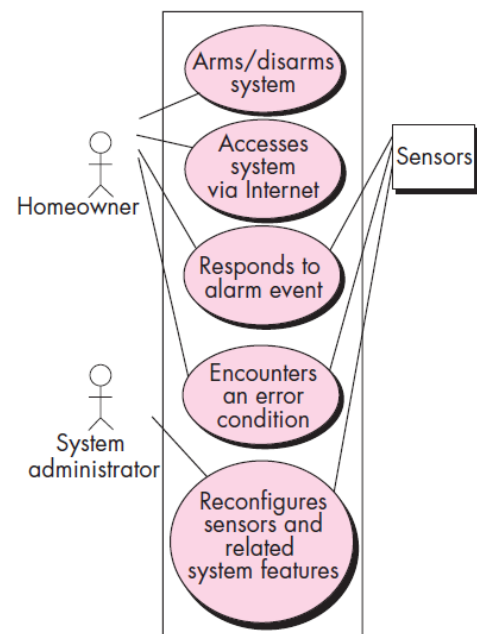 Arms/disarms
system
Accesses
system
via Internet
Sensors
Homeowner
Responds to
alarm event
Encounters
an error
condition
System
administrator
Reconfigures
sensors and
related
system features